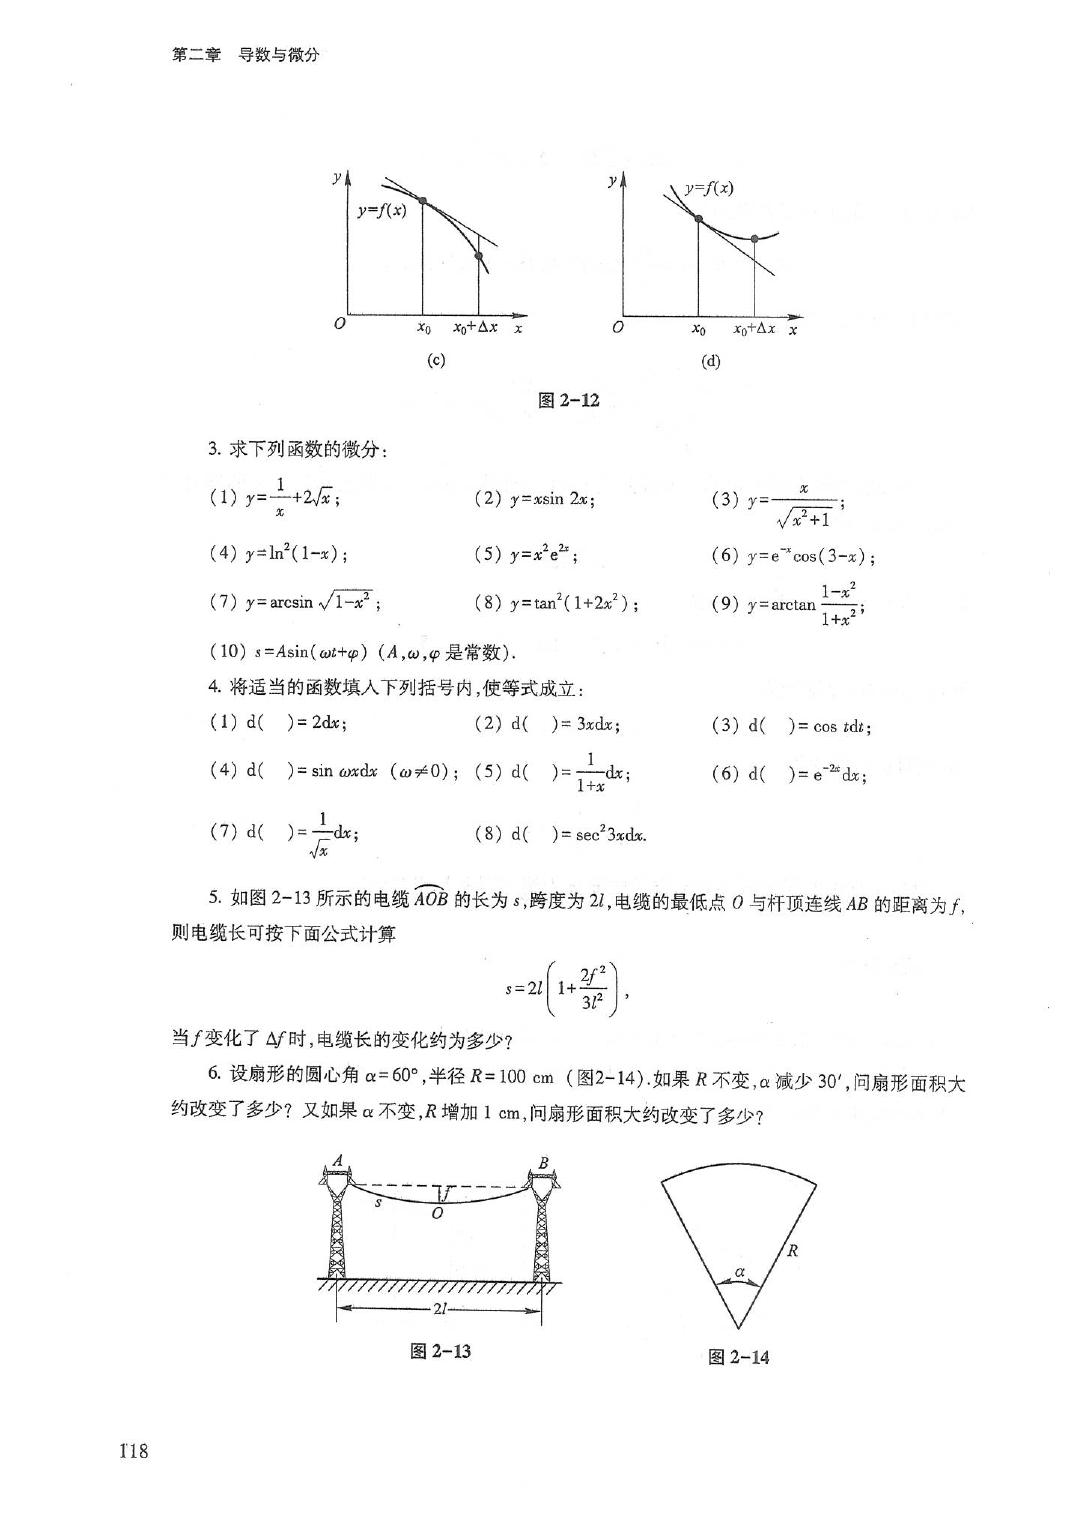 第二章 导数与微分
y
y=f(x)
O x₀ x₀+Δx x
(c)
y
y=f(x)
O x₀ x₀+Δx x
(d)
图 2-12
3. 求下列函数的微分:
(1) y=1/x+2√x; (2) y=xsin 2x; (3) y=x/√(x²+1);
(4) y=ln²(1-x); (5) y=x²e²ˣ; (6) y=e⁻ˣcos(3-x);
(7) y=arcsin √(1-x²); (8) y=tan²(1+2x²); (9) y=arctan (1-x²)/(1+x²);
(10) s=Asin(ωt+φ) (A,ω,φ 是常数).
4. 将适当的函数填入下列括号内,使等式成立:
(1) d( )=2dx; (2) d( )=3xdx; (3) d( )=cos tdt;
(4) d( )=sin ωxdx (ω≠0); (5) d( )=1/(1+x)dx; (6) d( )=e⁻²ˣdx;
(7) d( )=1/√x dx; (8) d( )=sec²3xdx.
5. 如图 2-13 所示的电缆 AOB 的长为 s,跨度为 2l,电缆的最低点 O 与杆顶连线 AB 的距离为 f,
则电缆长可按下面公式计算
s=2l(1+2f²/3l²),
当 f 变化了 Δf 时,电缆长的变化约为多少?
6. 设扇形的圆心角 α=60°,半径 R=100 cm (图2-14).如果 R 不变,α 减少 30′,问扇形面积大
约改变了多少? 又如果 α 不变,R 增加 1 cm,问扇形面积大约改变了多少?
A B
s f
O
2l
图 2-13
R
α
图 2-14
118